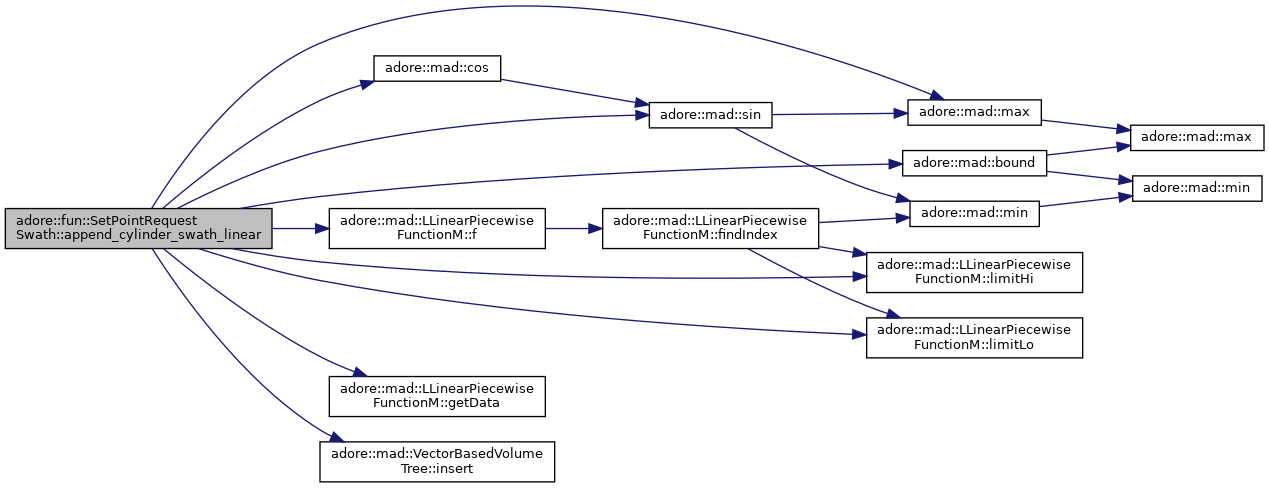 adore::fun::SetPointRequest
Swath::append_cylinder_swath_linear
adore::mad::cos
adore::mad::sin
adore::mad::max
adore::mad::max
adore::mad::bound
adore::mad::min
adore::mad::min
adore::mad::LLinearPiecewise
FunctionM::f
adore::mad::LLinearPiecewise
FunctionM::findIndex
adore::mad::LLinearPiecewise
FunctionM::limitHi
adore::mad::LLinearPiecewise
FunctionM::limitLo
adore::mad::LLinearPiecewise
FunctionM::getData
adore::mad::VectorBasedVolume
Tree::insert